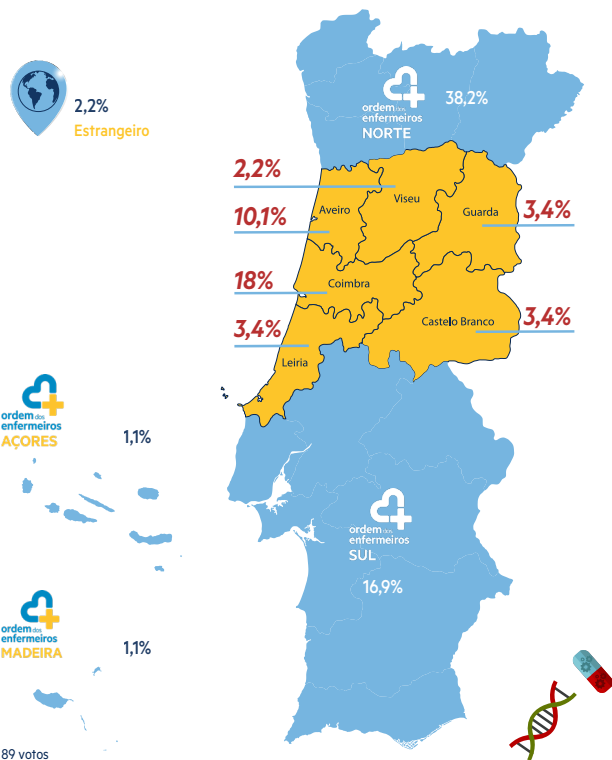 2,2%
Estrangeiro
ordem dos
enfermeiros
NORTE
38,2%
2,2%
Viseu
Aveiro
10,1%
Guarda
3,4%
18%
Coimbra
3,4%
Leiria
Castelo Branco
3,4%
ordem dos
enfermeiros
AÇORES
1,1%
ordem dos
enfermeiros
SUL
16,9%
ordem dos
enfermeiros
MADEIRA
1,1%
89 votos